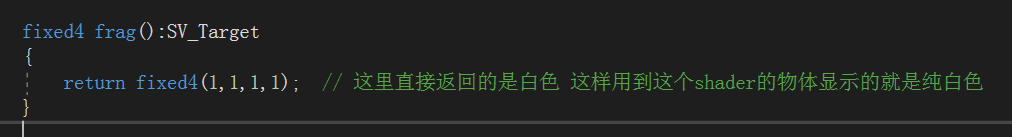 fixed4 frag():SV_Target
{
return fixed4(1,1,1,1);  // 这里直接返回的是白色 这样用到这个shader的物体显示的就是纯白色
}